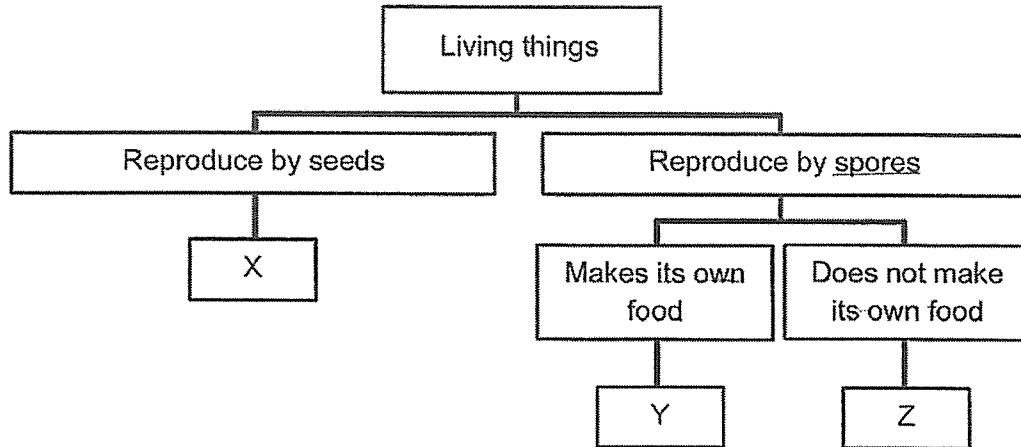 Living things
Reproduce by seeds
Reproduce by spores
X
Makes its own
food
Does not make
its own food
Y
Z